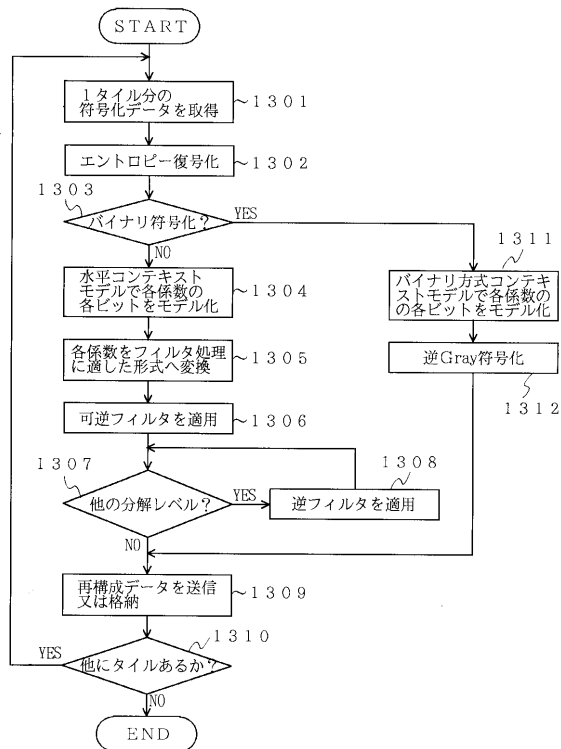 START
1タイル分の
符号化データを取得
1301
エントロピー復号化
1302
1303
バイナリ符号化?
YES
NO
水平コンテキスト
モデルで各係数の
各ビットをモデル化
1304
1311
バイナリ方式コンテキ
ストモデルで各係数の
の各ビットをモデル化
各係数をフィルタ処理
に適した形式へ変換
1305
逆Gray符号化
1312
可逆フィルタを適用
1306
1307
他の分解レベル?
YES
1308
逆フィルタを適用
NO
再構成データを送信
又は格納
1309
1310
他にタイルあるか?
YES
NO
END